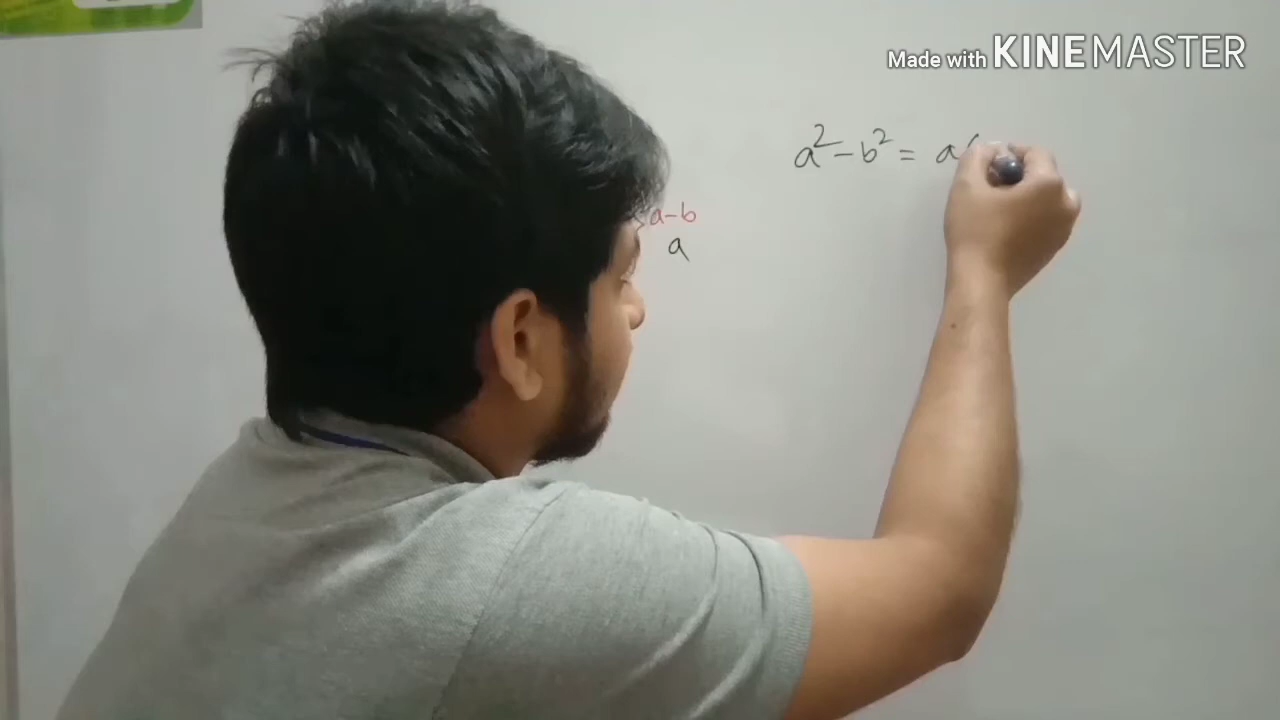 Made with KINEMASTER
a² - b² = a(
a-b
a